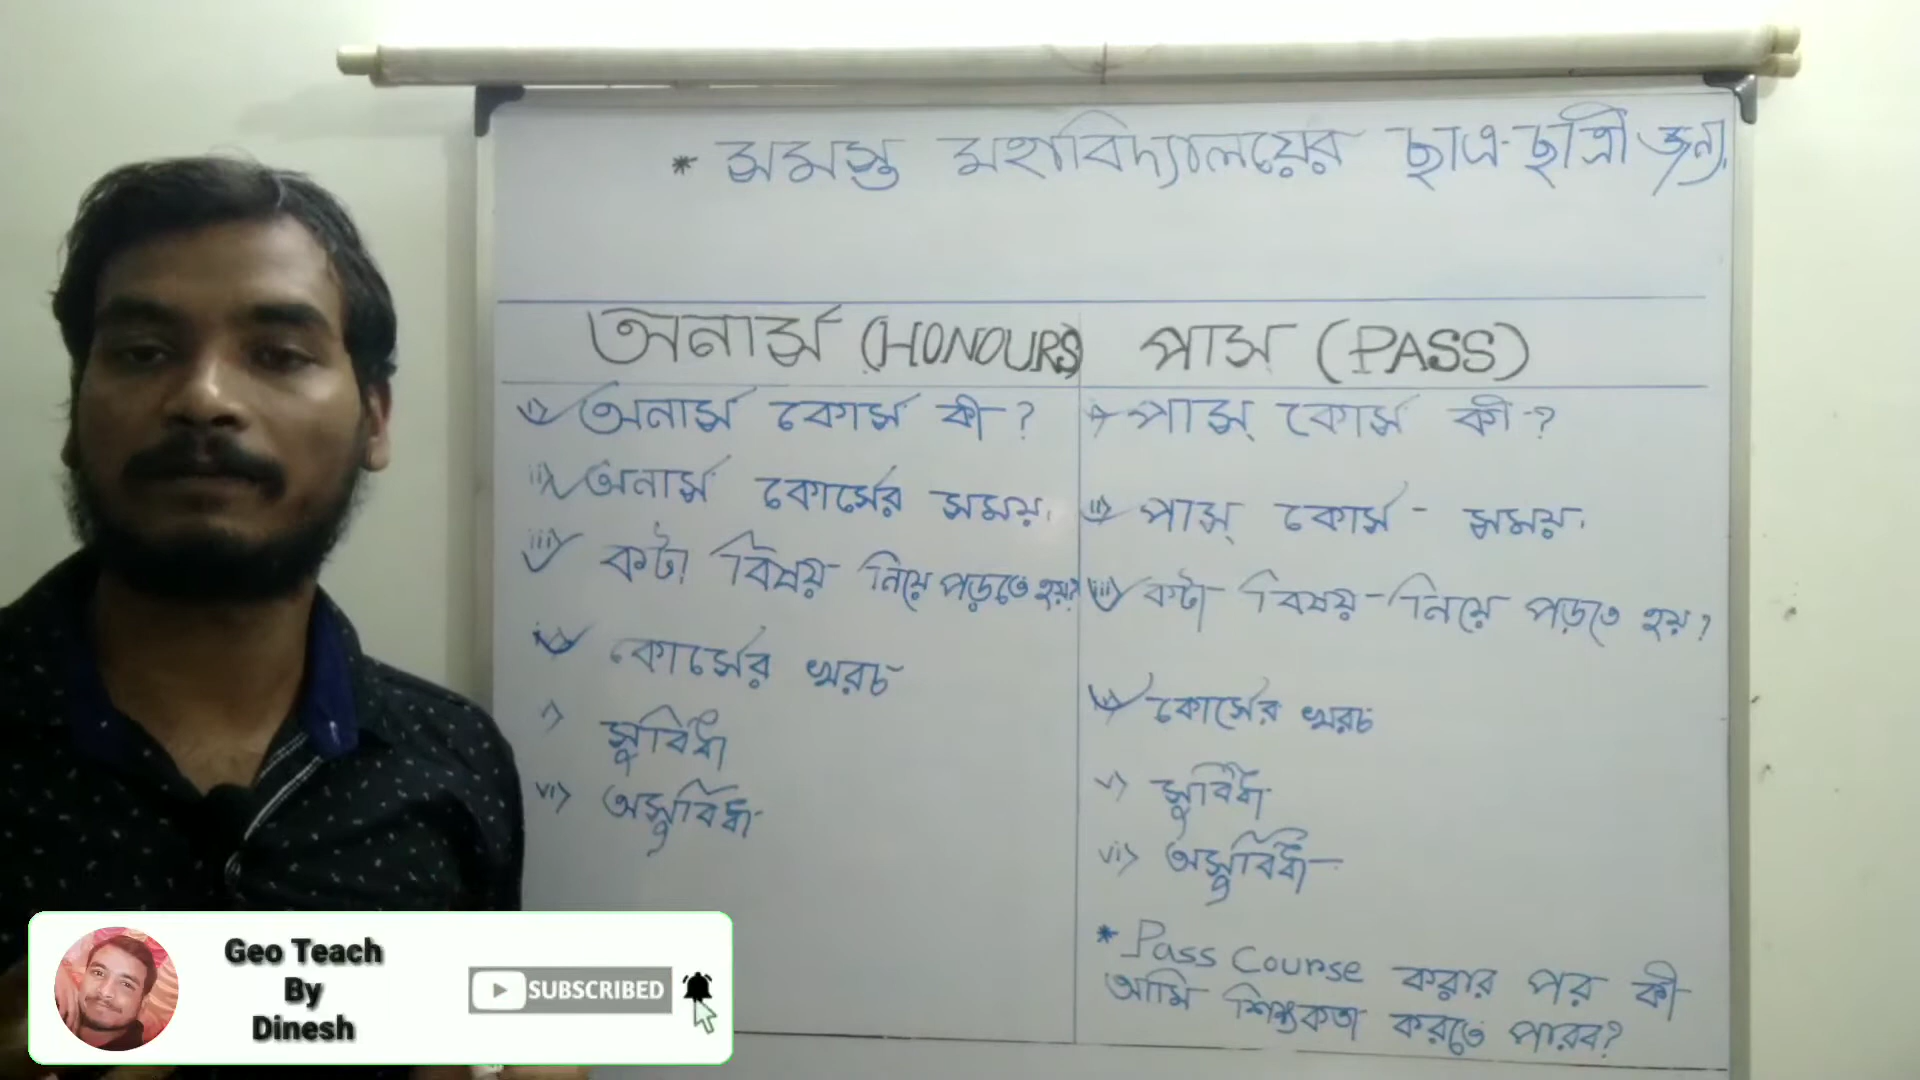 * সমস্ত মহাবিদ্যালয়ের ছাত্র-ছাত্রী জন্য.
অনার্স (HONOURS)
i> অনার্স কোর্স কী ?
ii> অনার্স কোর্সের সময়.
iii> কটা বিষয় নিয়ে পড়তে হয়?
iv> কোর্সের খরচ
v> সুবিধা
vi> অসুবিধা
পাস (PASS)
i> পাস্ কোর্স কী ?
ii> পাস্ কোর্স - সময়.
iii> কটা বিষয় নিয়ে পড়তে হয় ?
iv> কোর্সের খরচ
v> সুবিধা
vi> অসুবিধা
* Pass Course করার পর কী
আমি শিক্ষকতা করতে পারব?
Geo Teach
By
Dinesh
SUBSCRIBED